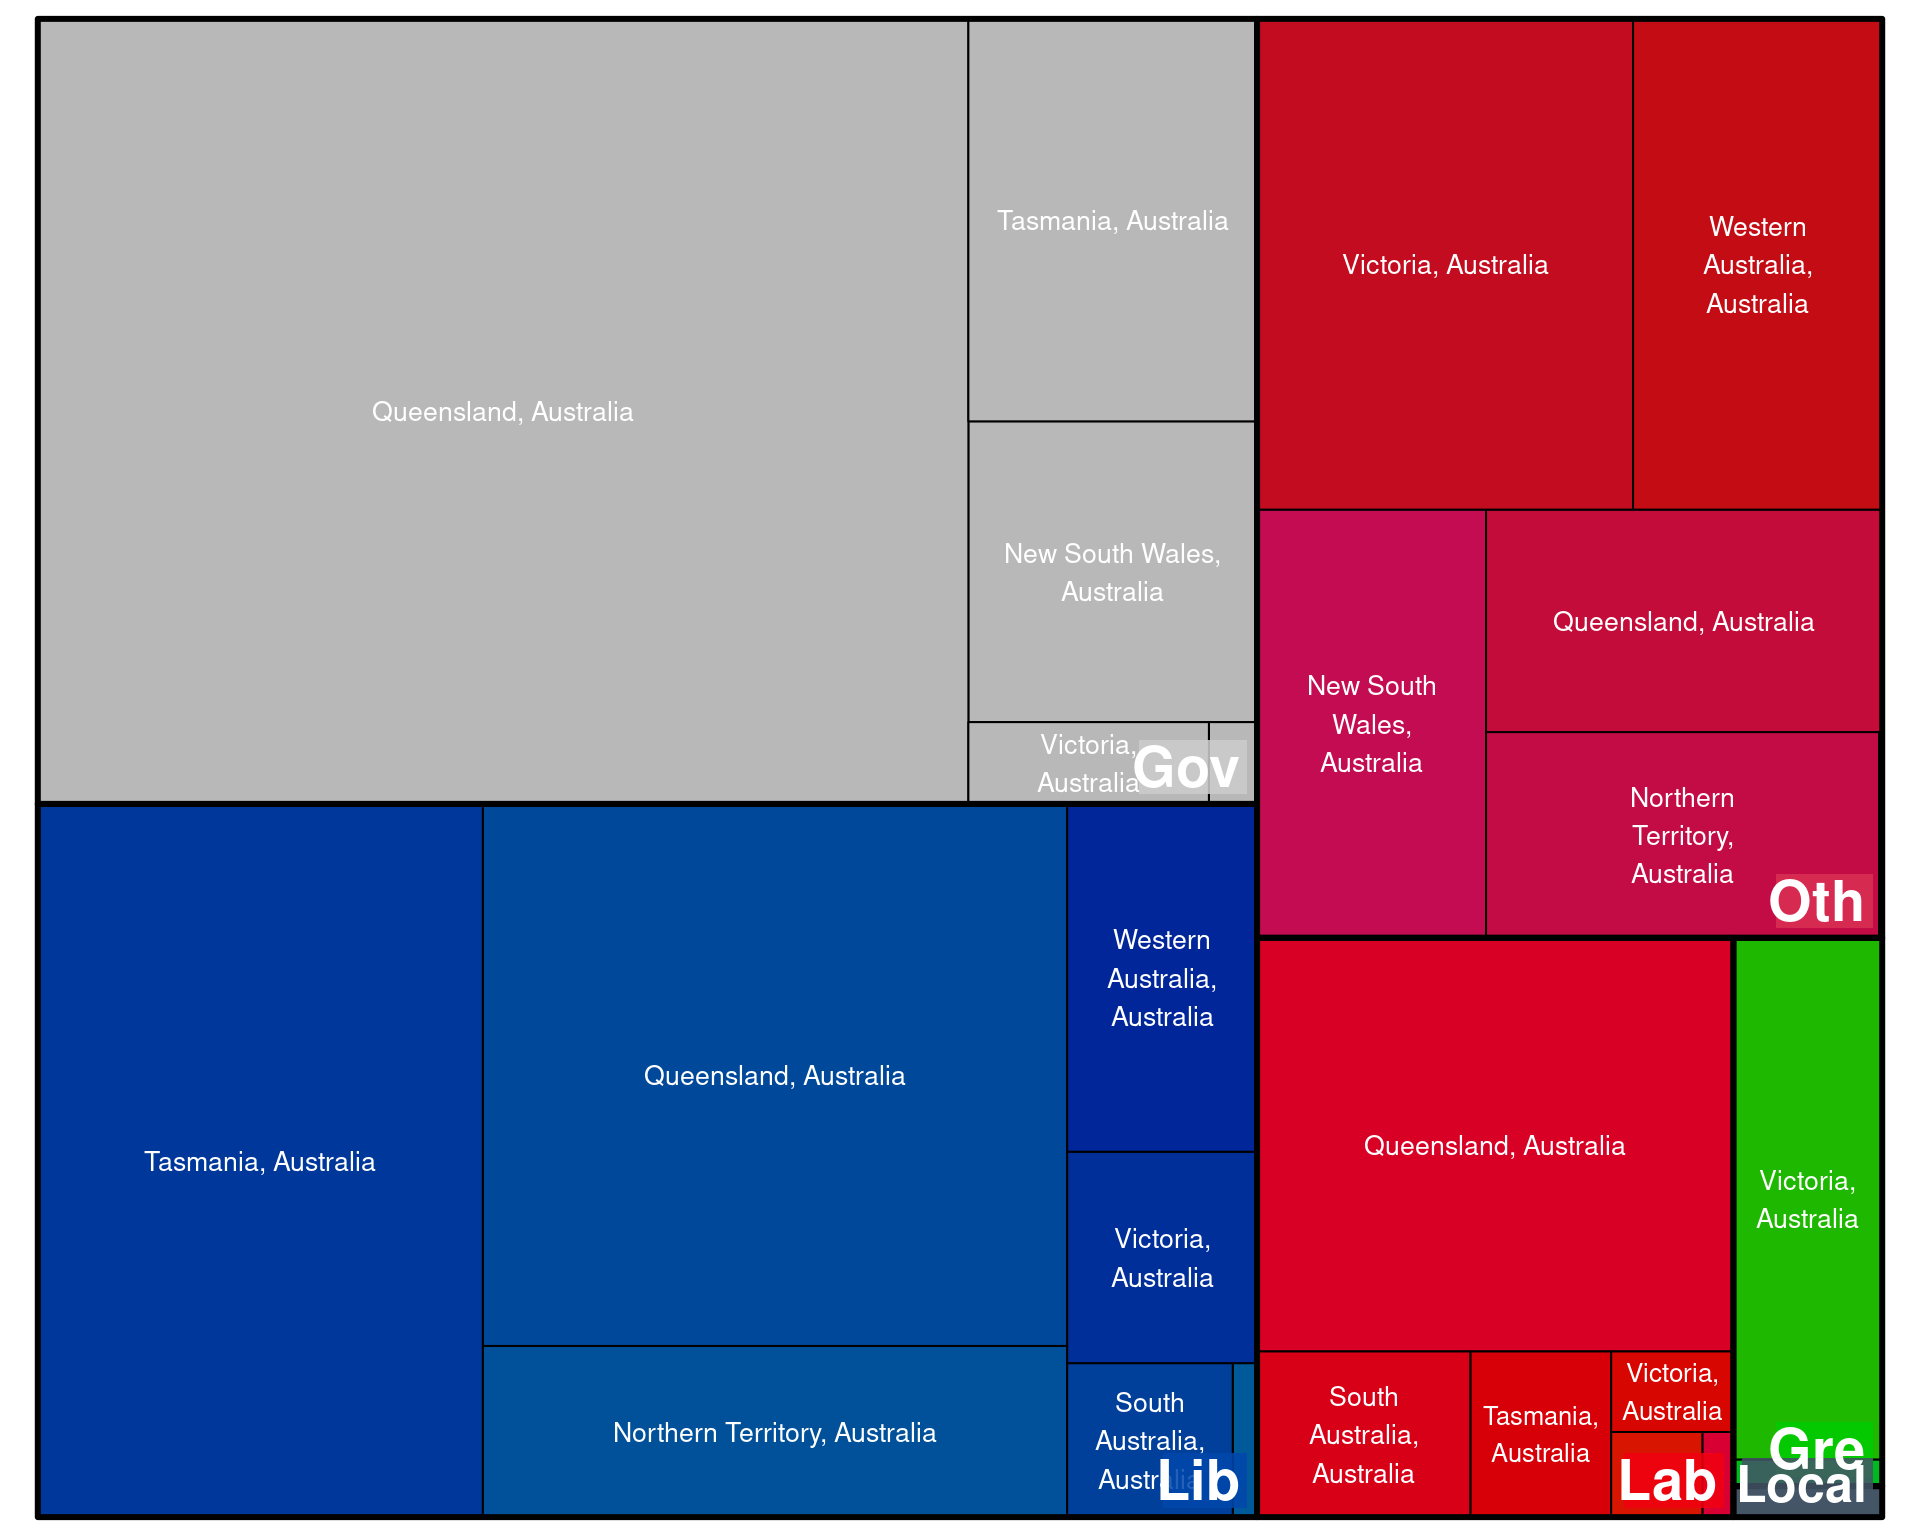 Queensland, Australia
Tasmania, Australia
New South Wales,
Australia
Victoria,
Australia
Gov
Victoria, Australia
Western
Australia,
Australia
New South
Wales,
Australia
Queensland, Australia
Northern
Territory,
Australia
Oth
Tasmania, Australia
Queensland, Australia
Northern Territory, Australia
Western
Australia,
Australia
Victoria,
Australia
South
Australia,
Australia
Lib
Queensland, Australia
South
Australia,
Australia
Tasmania,
Australia
Victoria,
Australia
Lab
Victoria,
Australia
Gre
Local